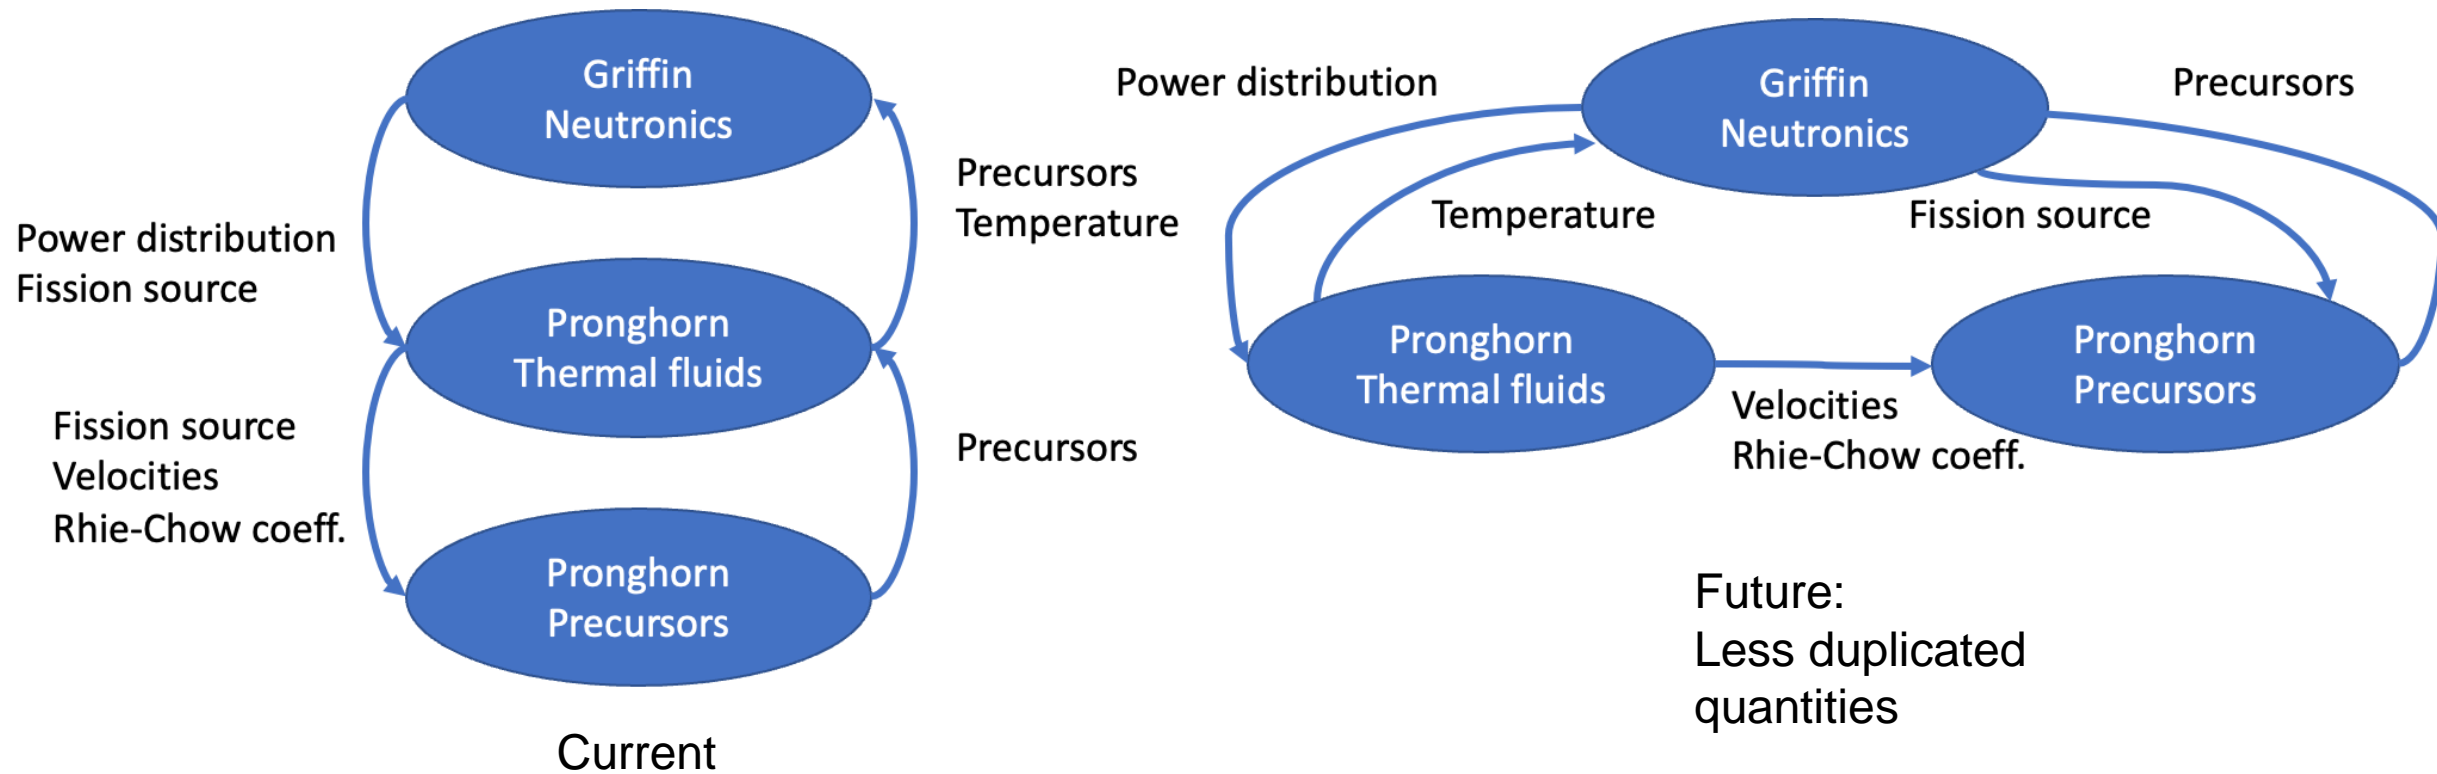 Griffin
Neutronics
Power distribution
Fission source
Precursors
Temperature
Pronghorn
Thermal fluids
Fission source
Velocities
Rhie-Chow coeff.
Precursors
Pronghorn
Precursors
Current
Power distribution
Griffin
Neutronics
Precursors
Temperature
Fission source
Pronghorn
Thermal fluids
Velocities
Rhie-Chow coeff.
Pronghorn
Precursors
Future:
Less duplicated
quantities